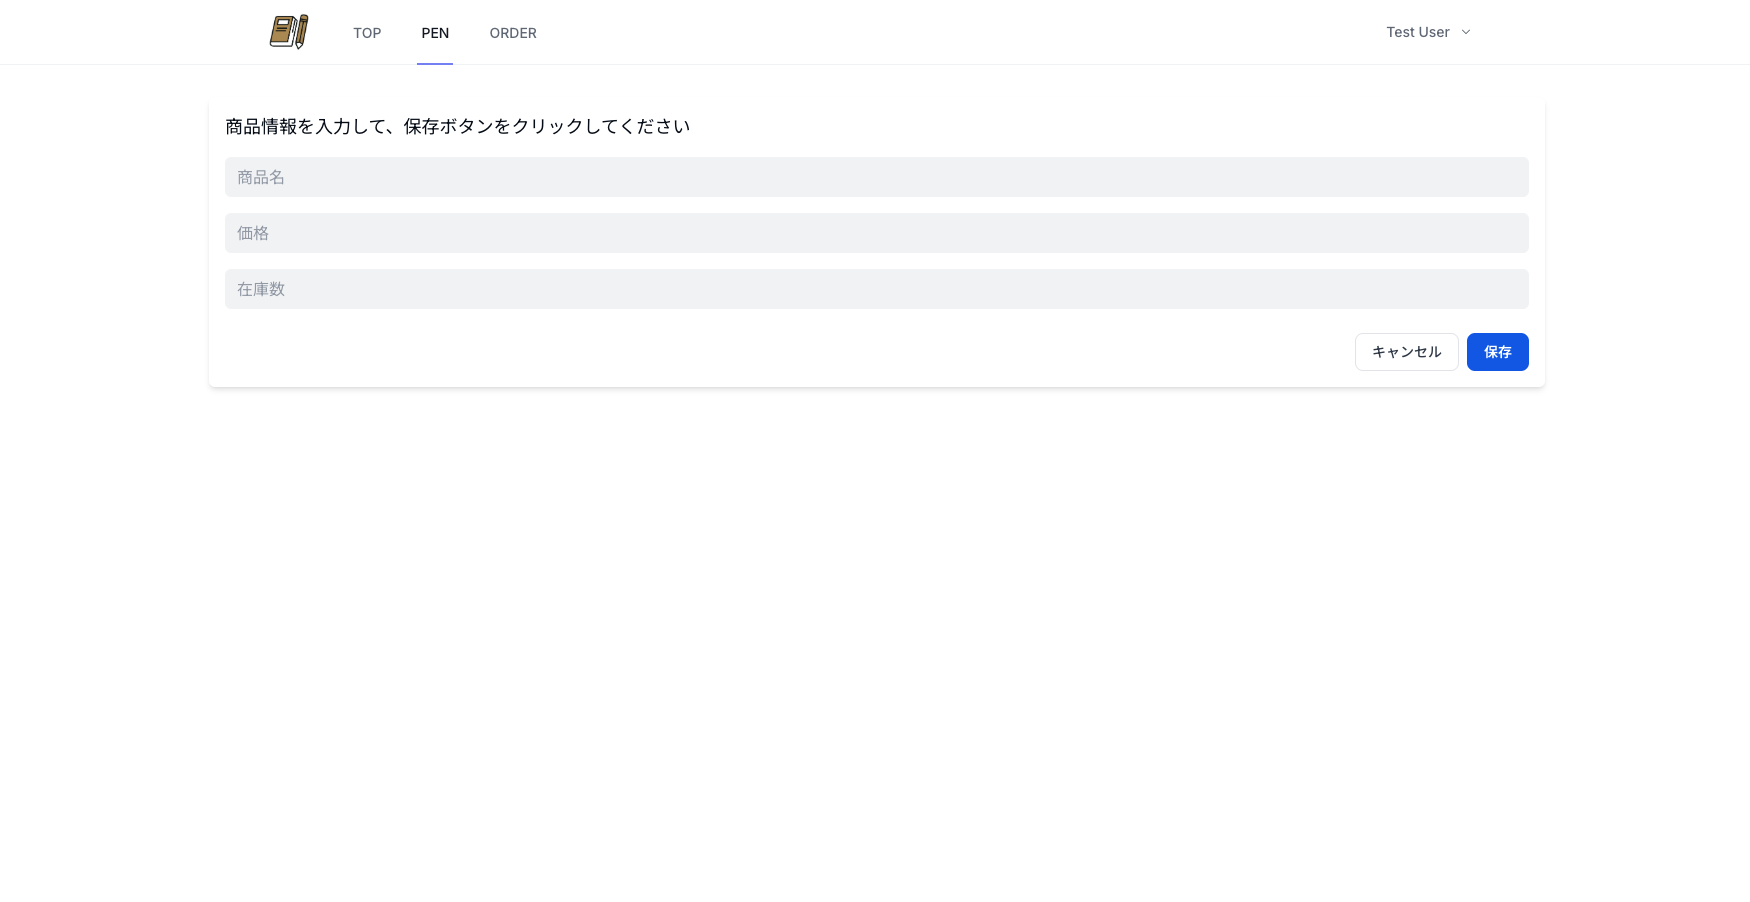 TOP PEN ORDER Test User
商品情報を入力して、保存ボタンをクリックしてください
商品名
価格
在庫数
キャンセル 保存